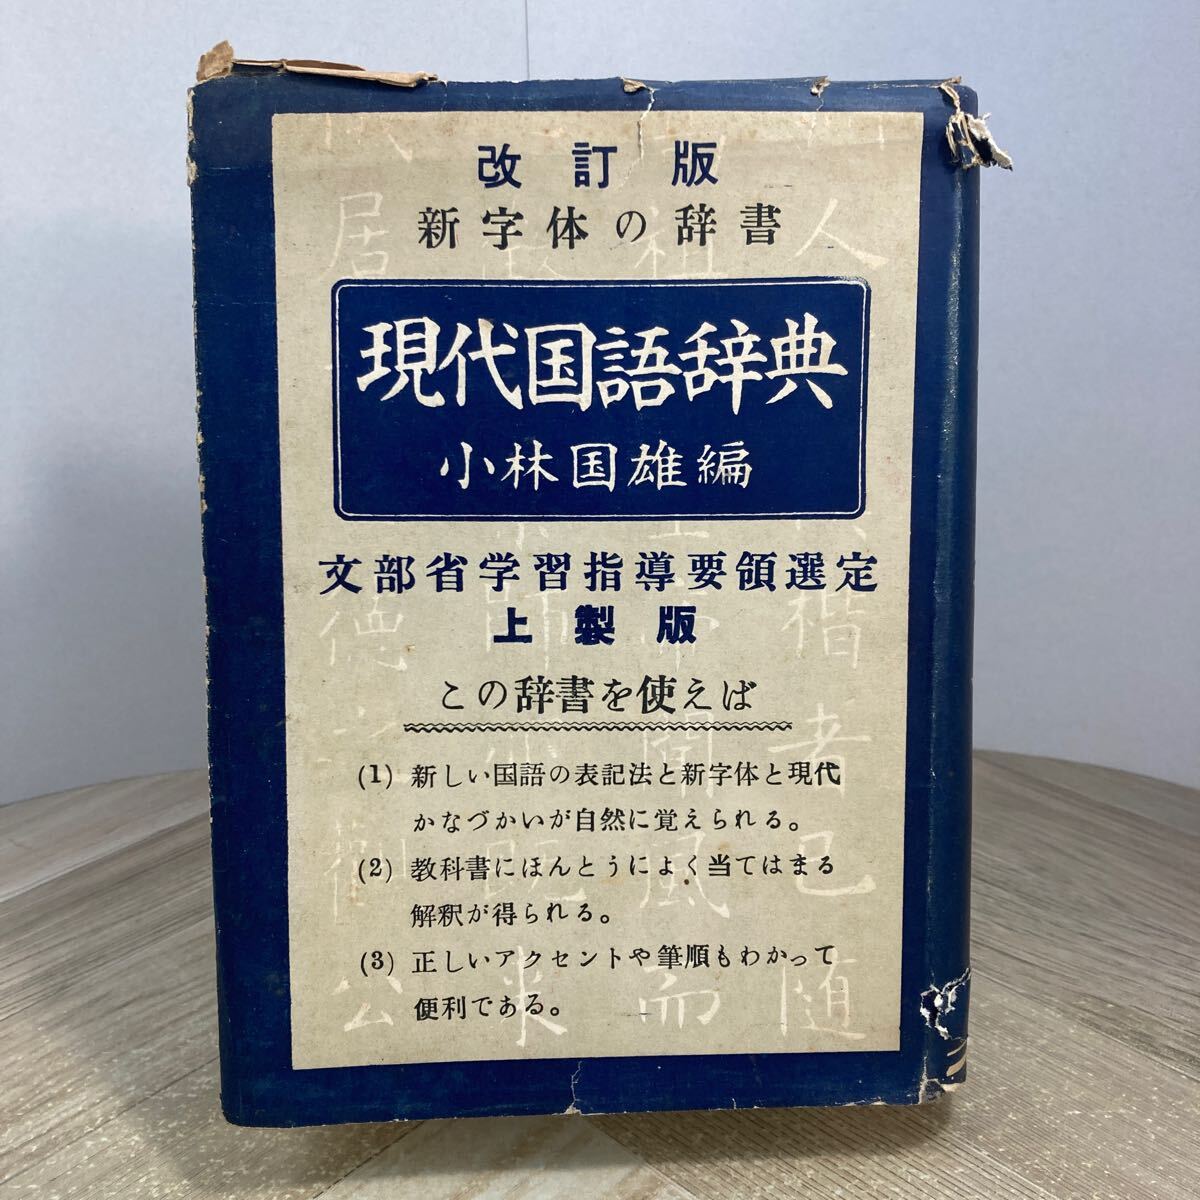 改訂版
新字体の辞書
現代国語辞典
小林国雄編
文部省学習指導要領選定
上製版
この辞書を使えば
(1) 新しい国語の表記法と新字体と現代
かなづかいが自然に覚えられる。
(2) 教科書にほんとうによく当てはまる
解釈が得られる。
(3) 正しいアクセントや筆順もわかって
便利である。